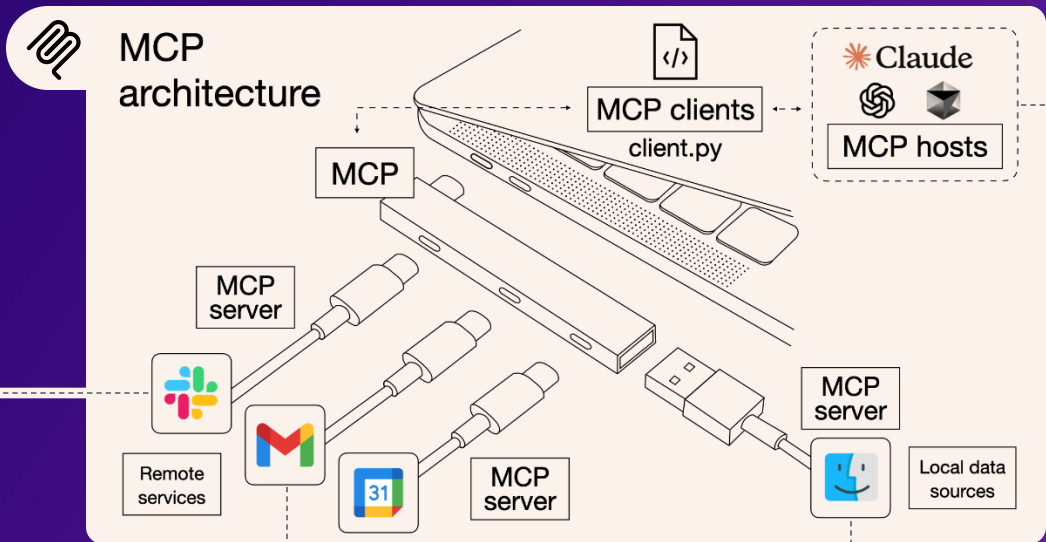 MCP
architecture
</>
MCP clients
client.py
Claude
MCP hosts
MCP
MCP
server
Remote
services
31
MCP
server
MCP
server
Local data
sources